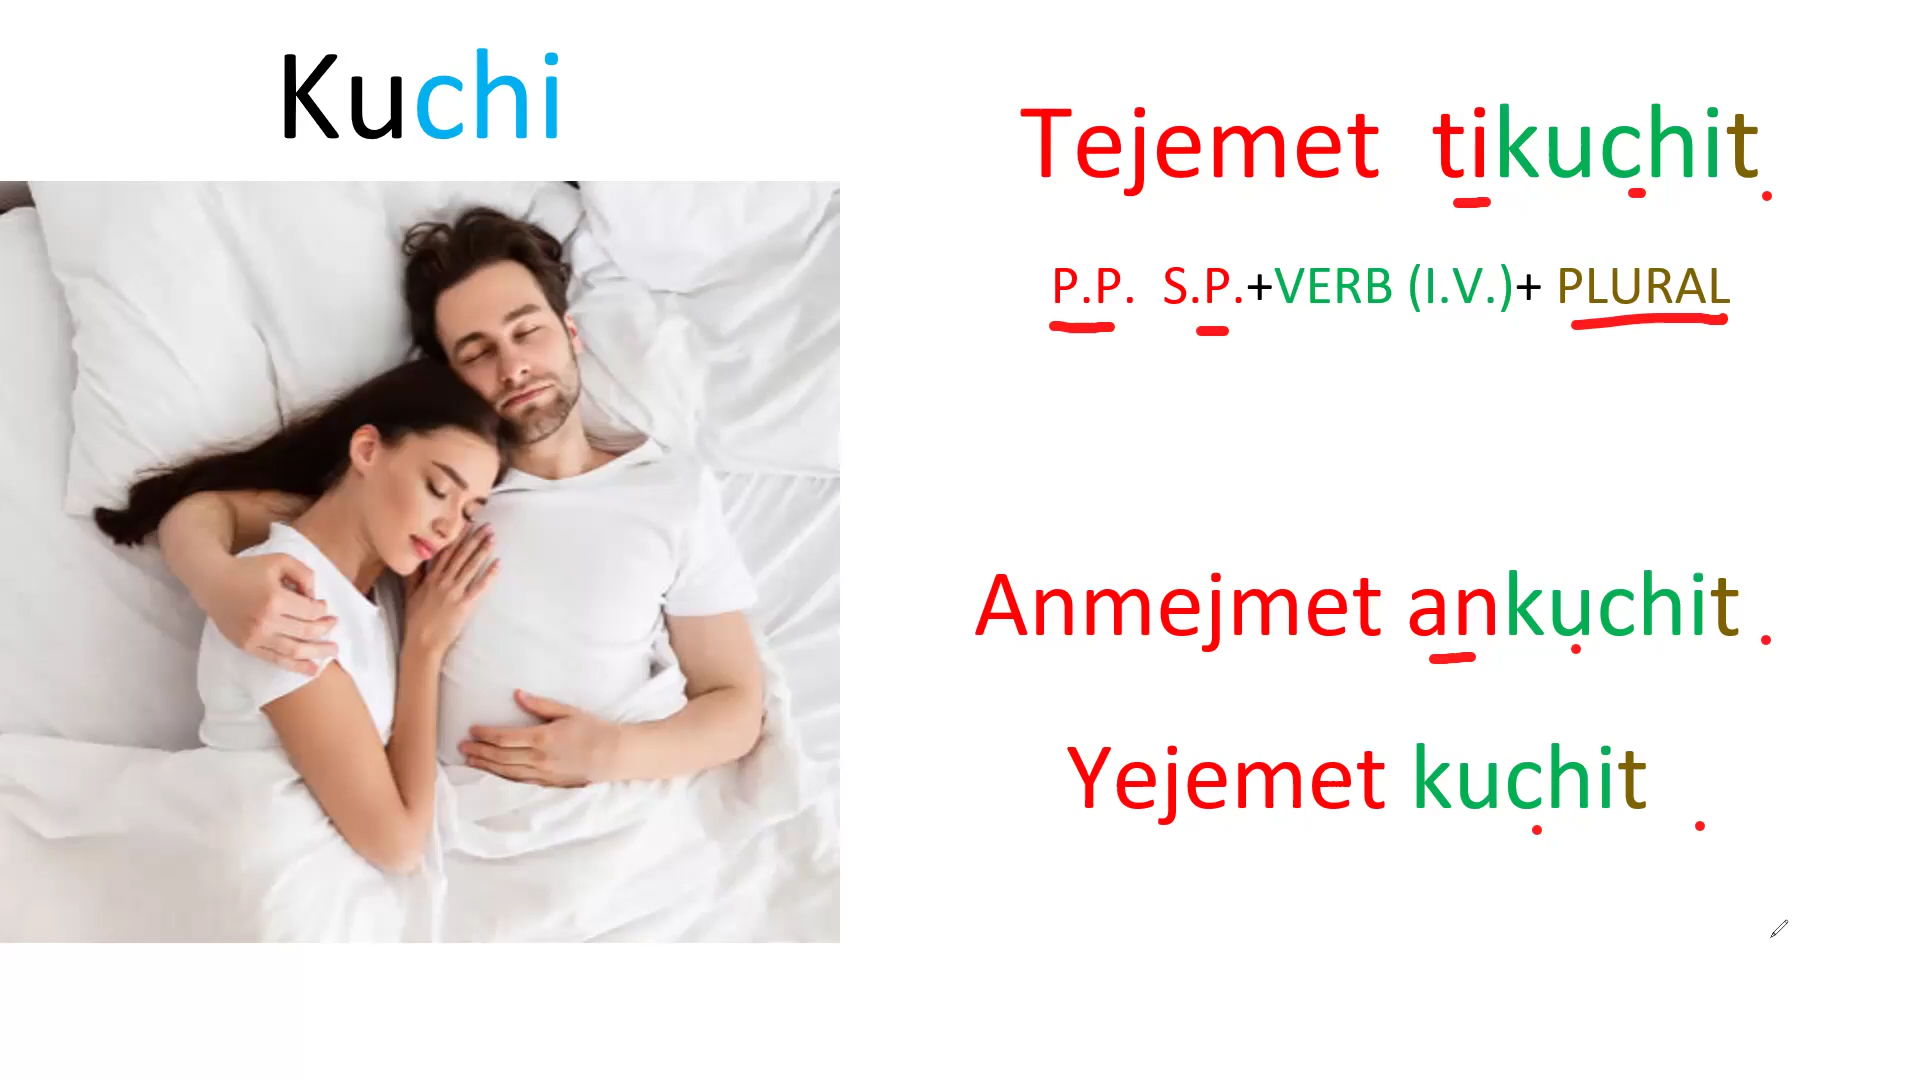 Kuchi
Tejemet tikuchit
P.P. S.P.+VERB (I.V.)+ PLURAL
Anmejmet ankuchit
Yejemet kuchit